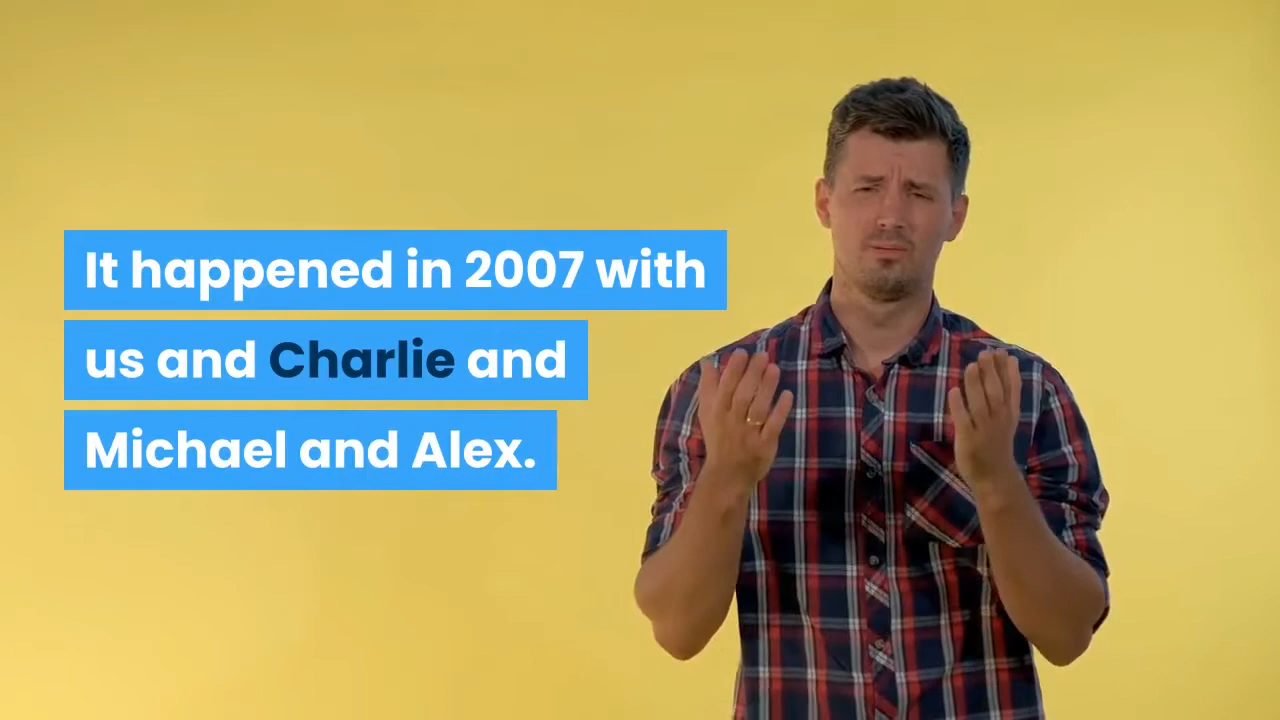 It happened in 2007 with
us and Charlie and
Michael and Alex.